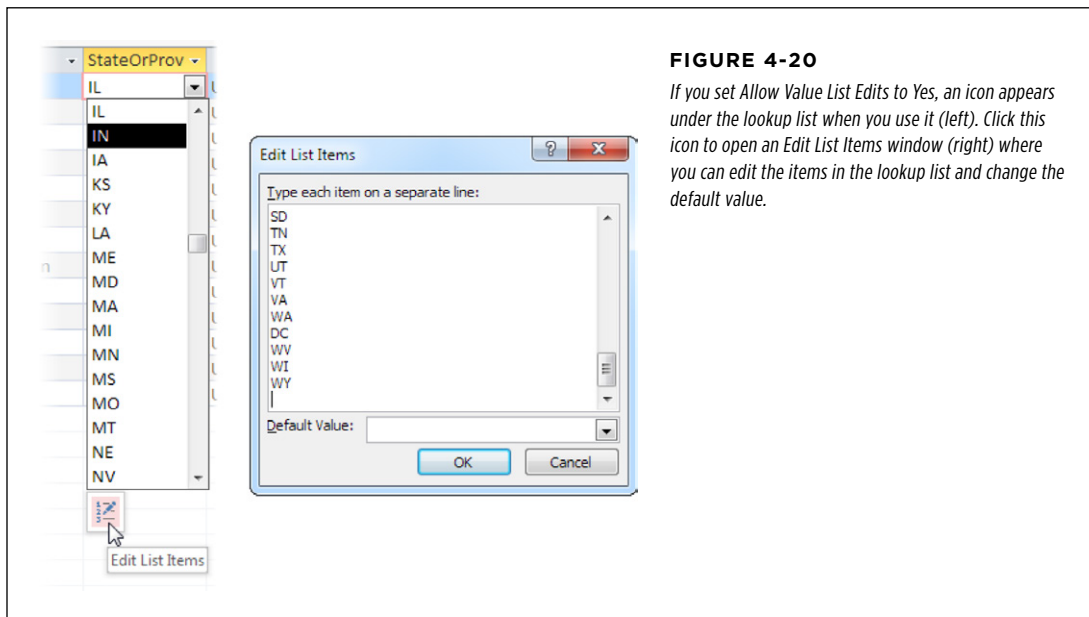 StateOrProv
IL
IL
IN
IA
KS
KY
LA
ME
MD
MA
MI
MN
MS
MO
MT
NE
NV
Edit List Items
Edit List Items
Type each item on a separate line:
SD
TN
TX
UT
VT
VA
WA
DC
WV
WI
WY
Default Value:
OK Cancel
FIGURE 4-20
If you set Allow Value List Edits to Yes, an icon appears
under the lookup list when you use it (left). Click this
icon to open an Edit List Items window (right) where
you can edit the items in the lookup list and change the
default value.